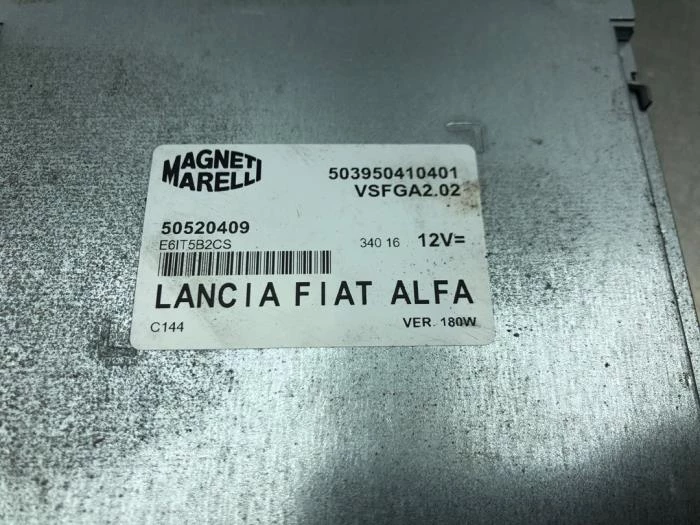 MAGNETI
MARELLI
503950410401
VSFGA2.02
50520409
E6IT5B2CS
340 16 12V=
LANCIA FIAT ALFA
C144 VER. 180W